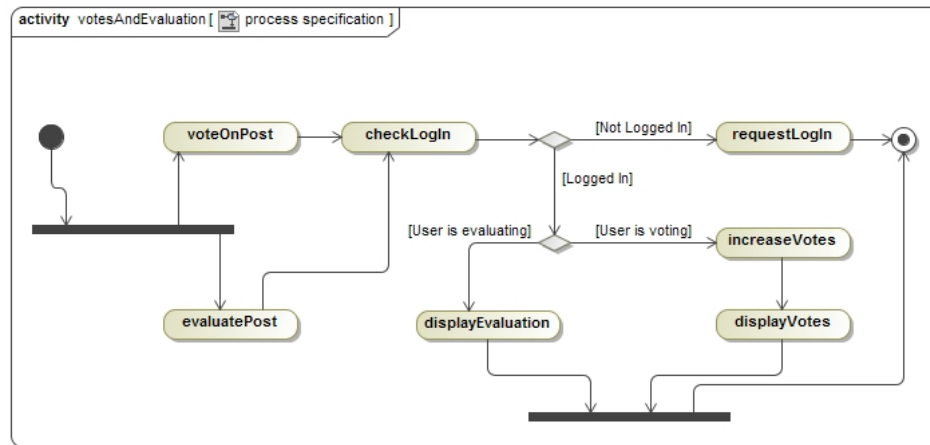 activity votesAndEvaluation [ process specification ]
voteOnPost
checkLogIn
[Not Logged In]
requestLogIn
[Logged In]
[User is evaluating]
[User is voting]
increaseVotes
evaluatePost
displayEvaluation
displayVotes